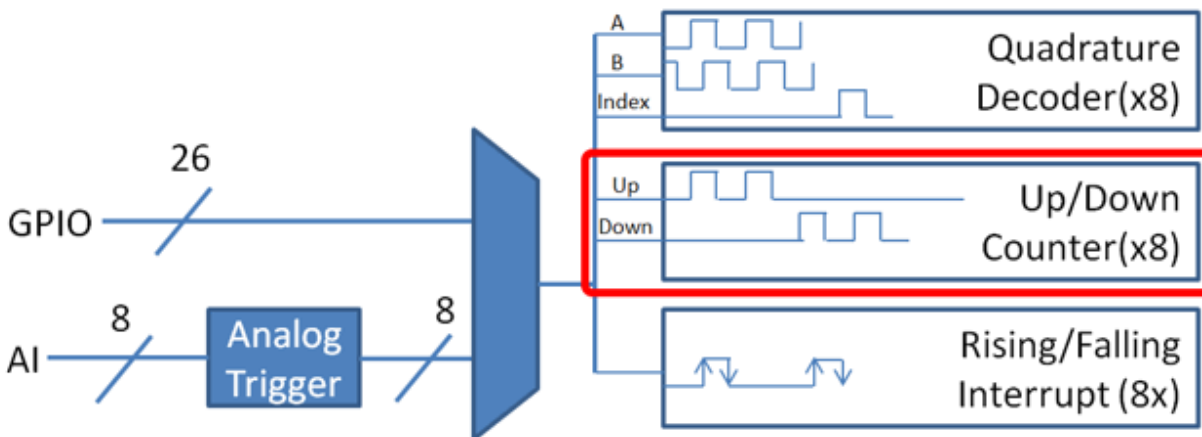 A
B
Index
Quadrature
Decoder(x8)
26
GPIO
Up
Down
Up/Down
Counter(x8)
8
8
AI
Analog
Trigger
Rising/Falling
Interrupt (8x)